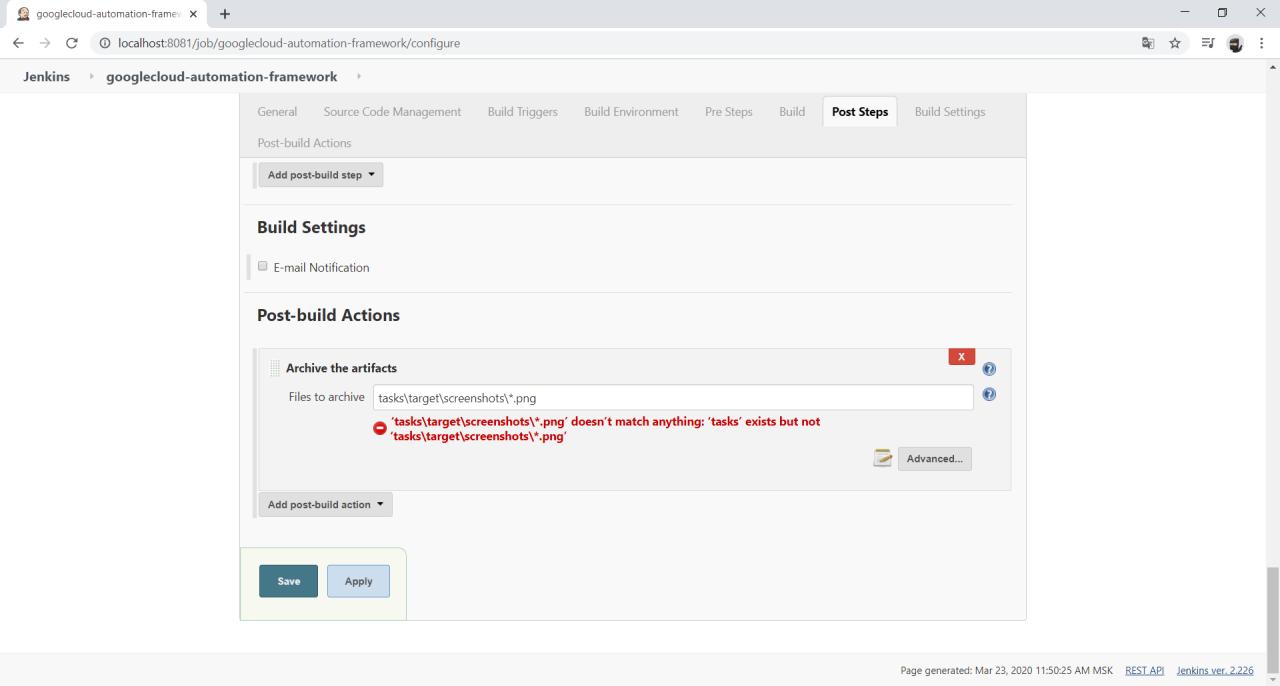 googlecloud-automation-framew
localhost:8081/job/googlecloud-automation-framework/configure
Jenkins googlecloud-automation-framework
General Source Code Management Build Triggers Build Environment Pre Steps Build Post Steps Build Settings
Post-build Actions
Add post-build step
Build Settings
E-mail Notification
Post-build Actions
X
Archive the artifacts
Files to archive tasks\target\screenshots\*.png
'tasks\target\screenshots\*.png' doesn't match anything: 'tasks' exists but not
'tasks\target\screenshots\*.png'
Advanced...
Add post-build action
Save Apply
Page generated: Mar 23, 2020 11:50:25 AM MSK REST API Jenkins ver. 2.226